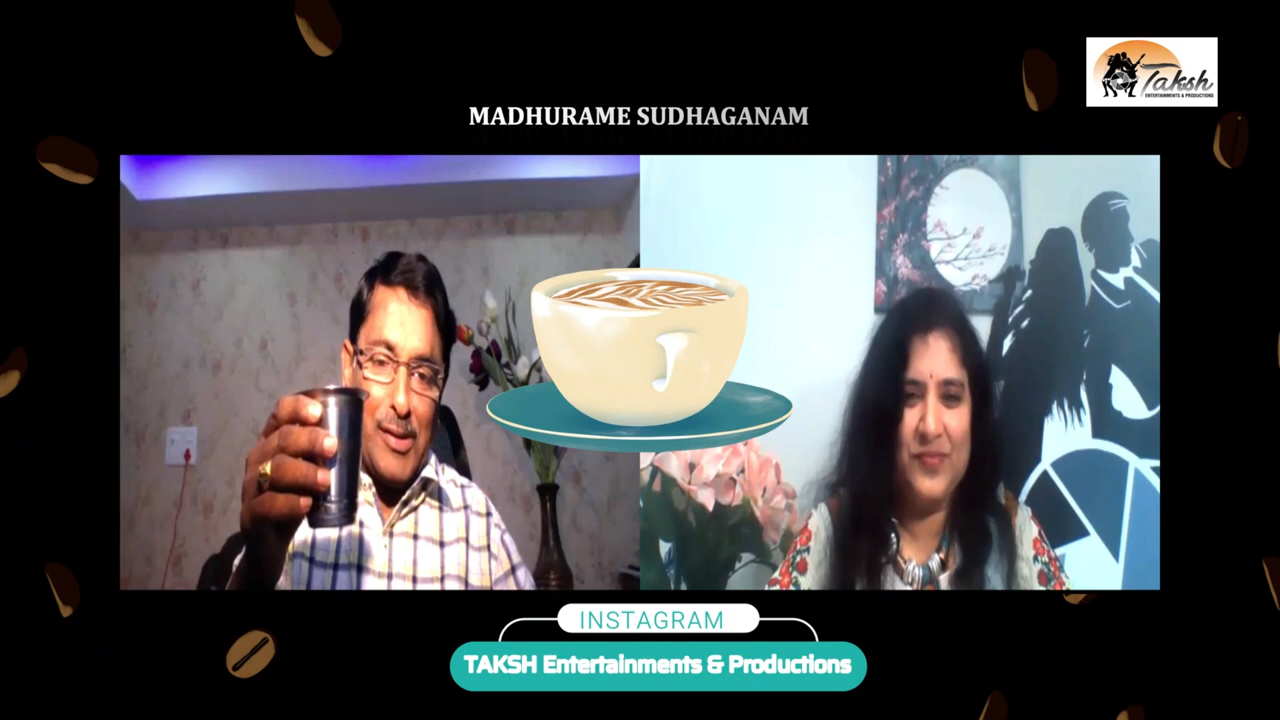 Taksh
ENTERTAINMENTS & PRODUCTIONS
MADHURAME SUDHAGANAM
INSTAGRAM
TAKSH Entertainments & Productions